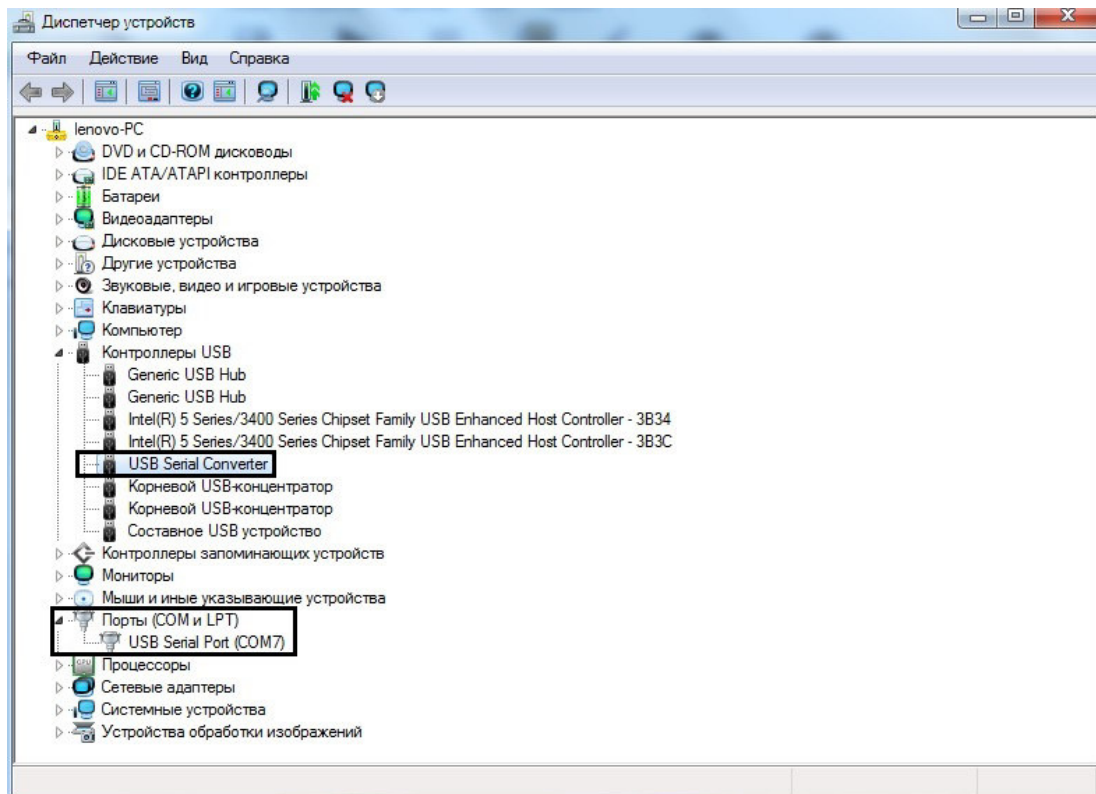 Диспетчер устройств
Файл Действие Вид Справка
lenovo-PC
DVD и CD-ROM дисководы
IDE ATA/ATAPI контроллеры
Батареи
Видеоадаптеры
Дисковые устройства
Другие устройства
Звуковые, видео и игровые устройства
Клавиатуры
Компьютер
Контроллеры USB
Generic USB Hub
Generic USB Hub
Intel(R) 5 Series/3400 Series Chipset Family USB Enhanced Host Controller - 3B34
Intel(R) 5 Series/3400 Series Chipset Family USB Enhanced Host Controller - 3B3C
USB Serial Converter
Корневой USB-концентратор
Корневой USB-концентратор
Составное USB устройство
Контроллеры запоминающих устройств
Мониторы
Мыши и иные указывающие устройства
Порты (COM и LPT)
USB Serial Port (COM7)
Процессоры
Сетевые адаптеры
Системные устройства
Устройства обработки изображений